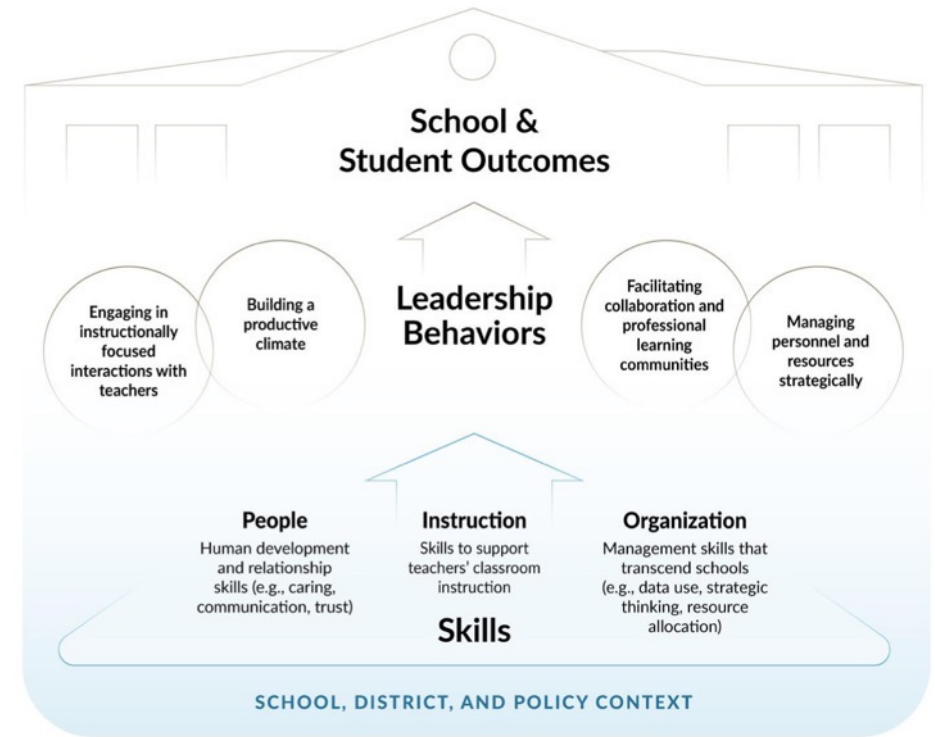 School &
Student Outcomes
Leadership
Behaviors
Engaging in
instructionally
focused
interactions with
teachers
Building a
productive
climate
Facilitating
collaboration and
professional
learning
communities
Managing
personnel and
resources
strategically
People
Human development
and relationship
skills (e.g., caring,
communication, trust)
Instruction
Skills to support
teachers' classroom
instruction
Organization
Management skills that
transcend schools
(e.g., data use, strategic
thinking, resource
allocation)
Skills
SCHOOL, DISTRICT, AND POLICY CONTEXT